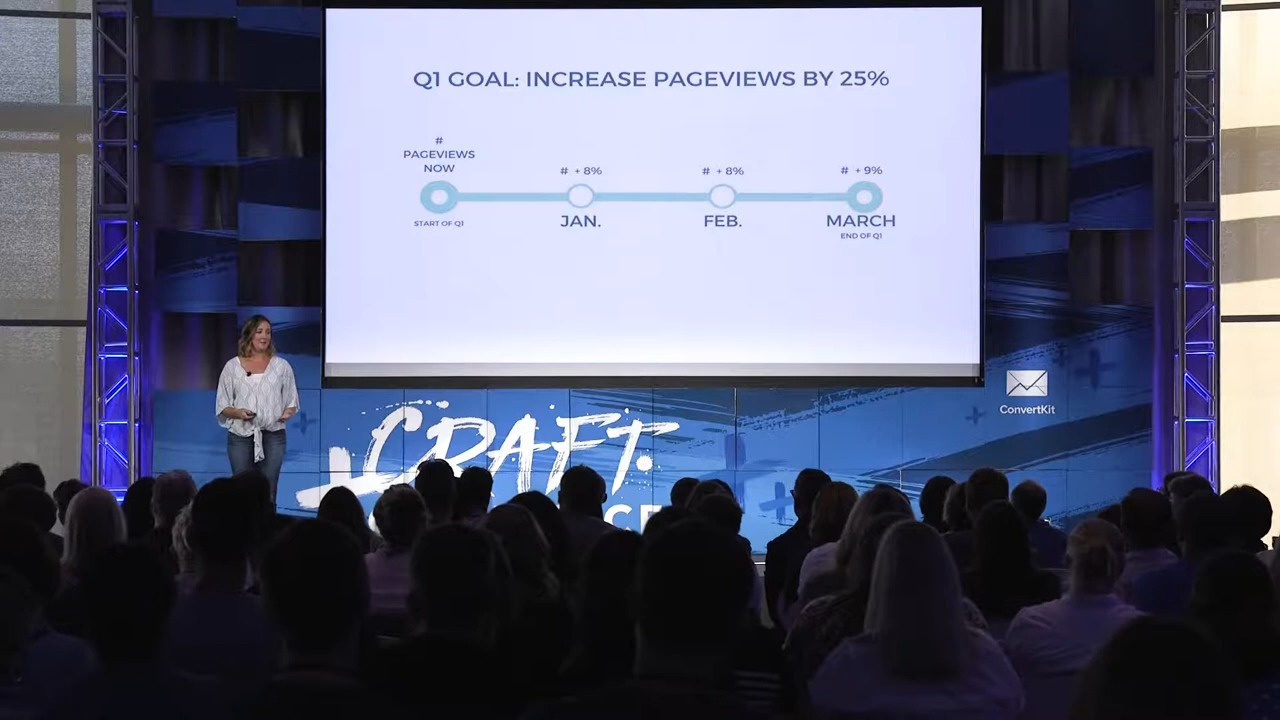 Q1 GOAL: INCREASE PAGEVIEWS BY 25%
#
PAGEVIEWS
NOW
# + 8%
# + 8%
# + 9%
START OF Q1
JAN.
FEB.
MARCH
END OF Q1
ConvertKit
CRAFT.